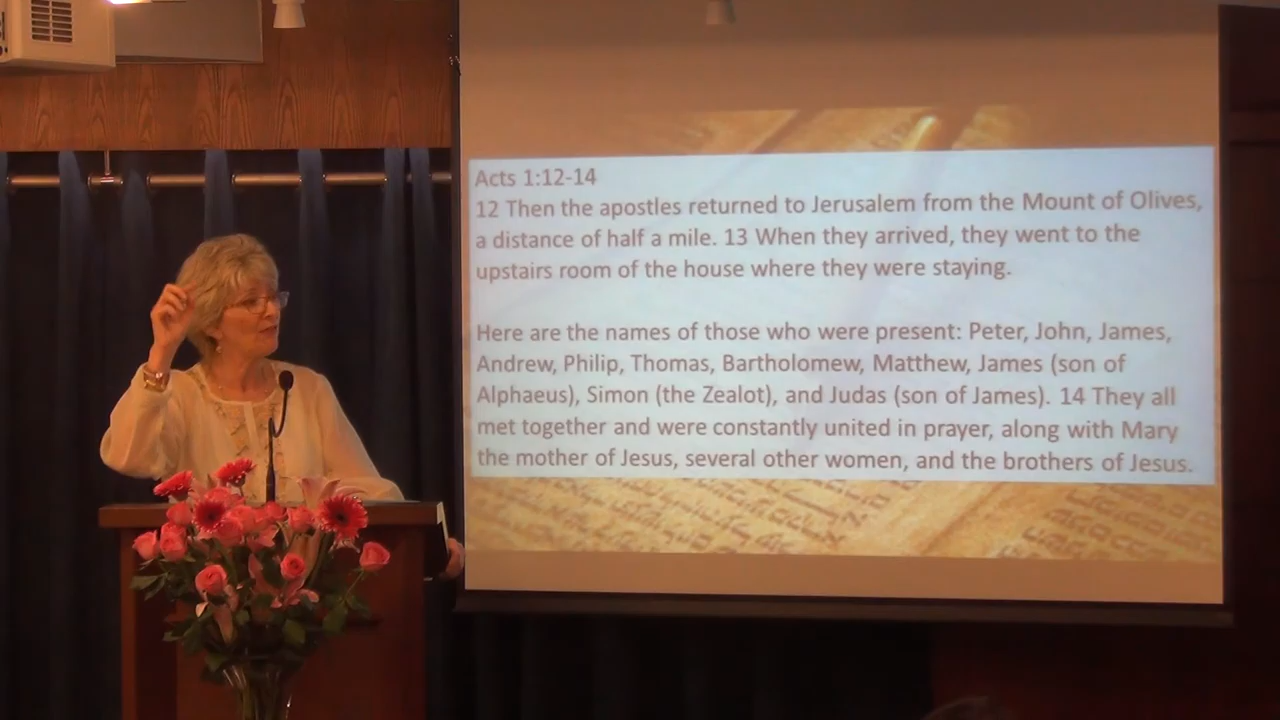 Acts 1:12-14
12 Then the apostles returned to Jerusalem from the Mount of Olives,
a distance of half a mile. 13 When they arrived, they went to the
upstairs room of the house where they were staying.
Here are the names of those who were present: Peter, John, James,
Andrew, Philip, Thomas, Bartholomew, Matthew, James (son of
Alphaeus), Simon (the Zealot), and Judas (son of James). 14 They all
met together and were constantly united in prayer, along with Mary
the mother of Jesus, several other women, and the brothers of Jesus.